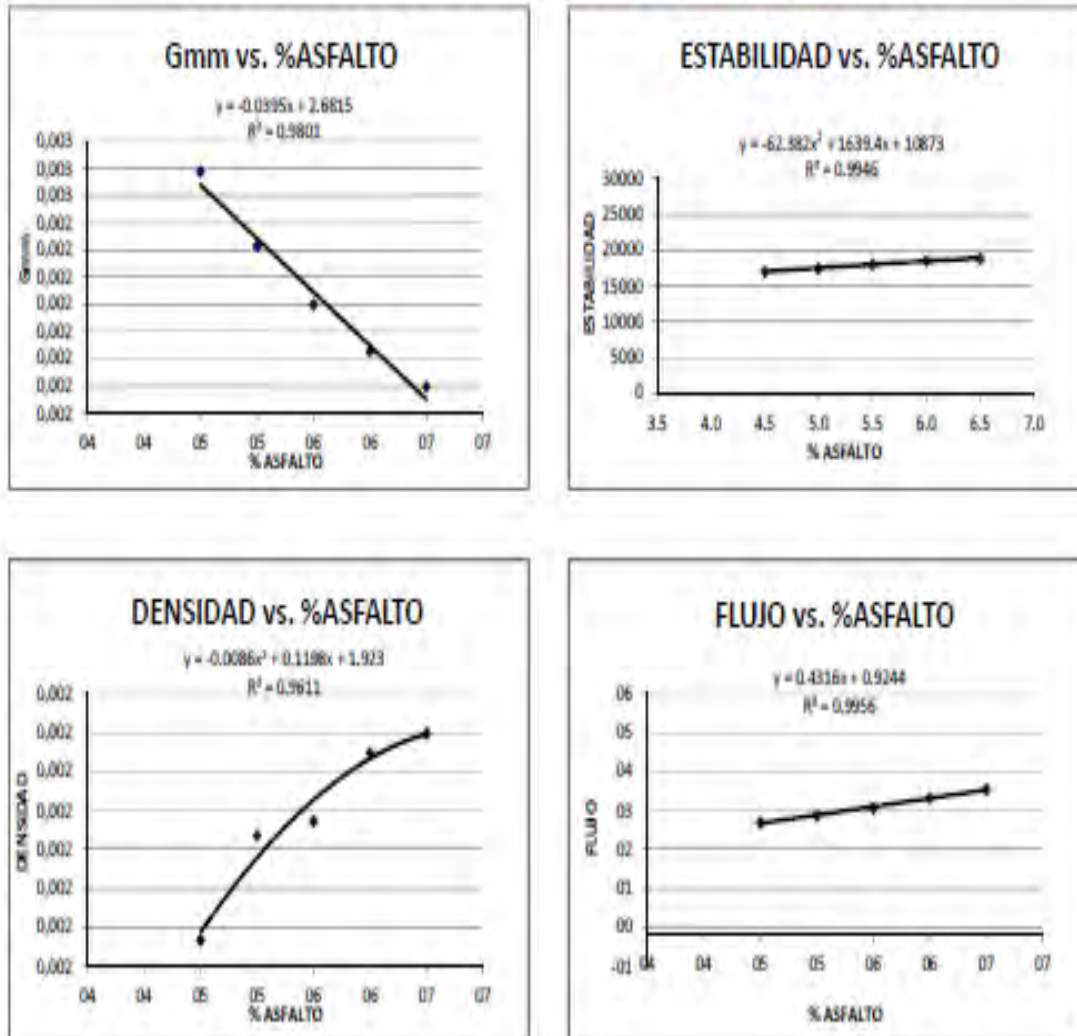 Gmm vs. %ASFALTO
y = -0.0395x + 2.6815
R² = 0.9801
0,003
0,003
0,003
0,002
0,002
0,002
0,002
0,002
0,002
0,002
0,002
Gmm
04 04 05 05 06 06 07 07
% ASFALTO
ESTABILIDAD vs. %ASFALTO
y = -62.382x² + 1639.4x + 10873
R² = 0.9946
30000
25000
20000
15000
10000
5000
0
ESTABILIDAD
3.5 4.0 4.5 5.0 5.5 6.0 6.5 7.0
% ASFALTO
DENSIDAD vs. %ASFALTO
y = -0.0086x² + 0.1198x + 1.923
R² = 0.9611
0,002
0,002
0,002
0,002
0,002
0,002
0,002
0,002
DENSIDAD
04 04 05 05 06 06 07 07
% ASFALTO
FLUJO vs. %ASFALTO
y = 0.4316x + 0.9244
R² = 0.9956
06
05
04
03
02
01
00
-01
FLUJO
04 04 05 05 06 06 07 07
% ASFALTO